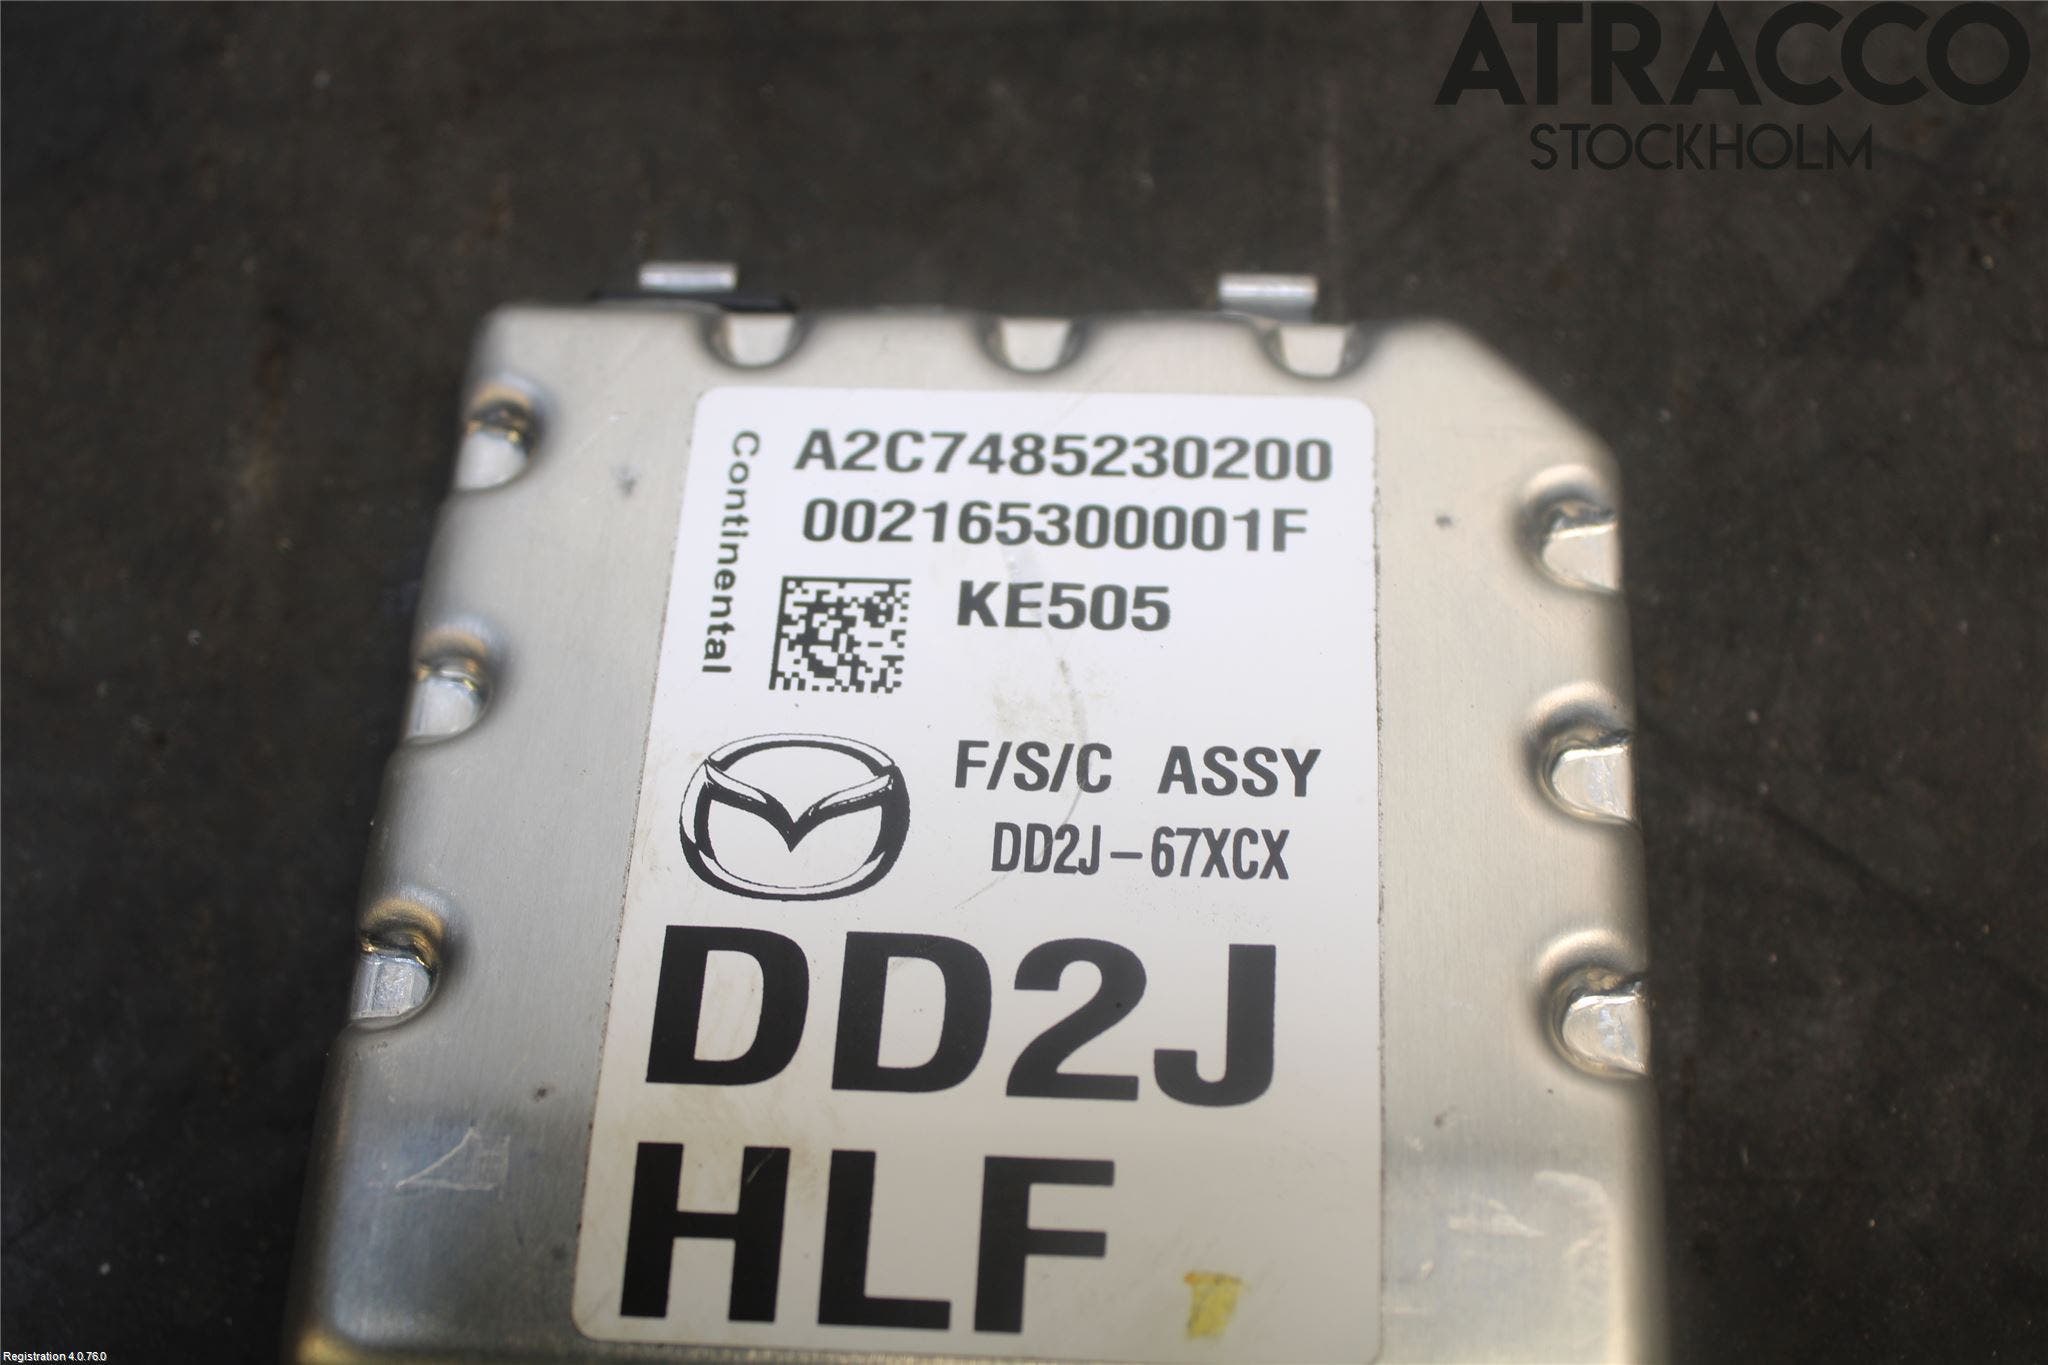 ATRACCO
STOCKHOLM
Continental
A2C7485230200
002165300001F
KE505
F/S/C ASSY
DD2J-67XCX
DD2J
HLF
Registration 4.0.76.0